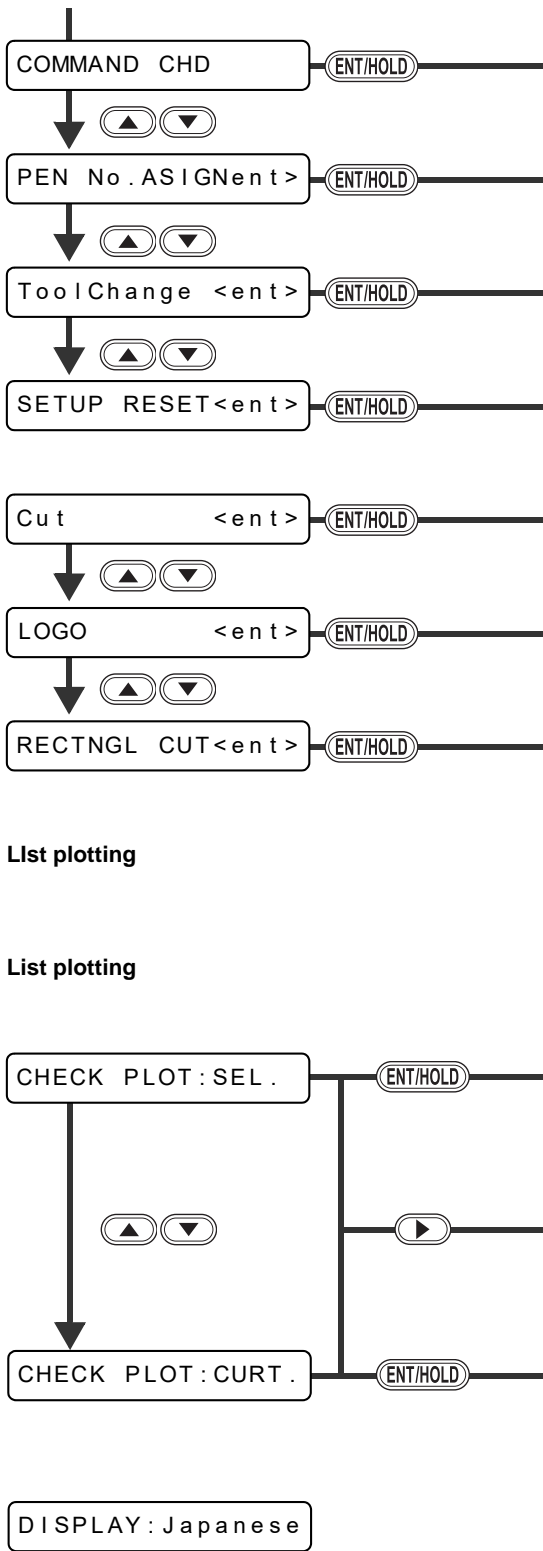 COMMAND CHD ENT/HOLD
PEN No.ASIGNent> ENT/HOLD
ToolChange <ent> ENT/HOLD
SETUP RESET<ent> ENT/HOLD
Cut <ent> ENT/HOLD
LOGO <ent> ENT/HOLD
RECTNGL CUT<ent> ENT/HOLD
LIst plotting
List plotting
CHECK PLOT:SEL. ENT/HOLD
CHECK PLOT:CURT. ENT/HOLD
DISPLAY:Japanese